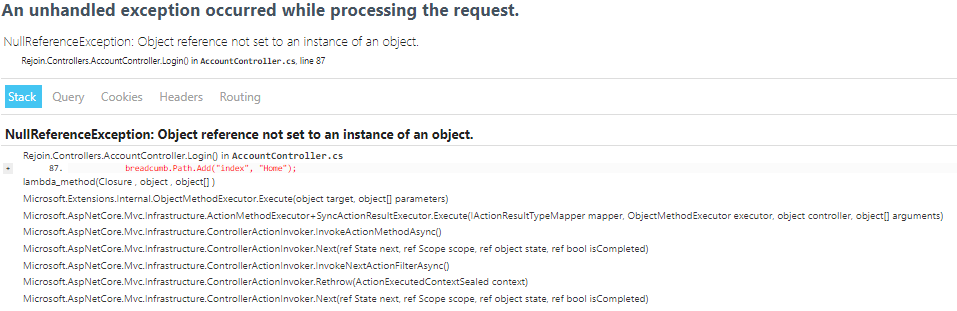 An unhandled exception occurred while processing the request.
NullReferenceException: Object reference not set to an instance of an object.
Rejoin.Controllers.AccountController.Login() in AccountController.cs, line 87
Stack Query Cookies Headers Routing
NullReferenceException: Object reference not set to an instance of an object.
Rejoin.Controllers.AccountController.Login() in AccountController.cs
+ 87. breadcumb.Path.Add("index", "Home");
lambda_method(Closure , object , object[] )
Microsoft.Extensions.Internal.ObjectMethodExecutor.Execute(object target, object[] parameters)
Microsoft.AspNetCore.Mvc.Infrastructure.ActionMethodExecutor+SyncActionResultExecutor.Execute(IActionResultTypeMapper mapper, ObjectMethodExecutor executor, object controller, object[] arguments)
Microsoft.AspNetCore.Mvc.Infrastructure.ControllerActionInvoker.InvokeActionMethodAsync()
Microsoft.AspNetCore.Mvc.Infrastructure.ControllerActionInvoker.Next(ref State next, ref Scope scope, ref object state, ref bool isCompleted)
Microsoft.AspNetCore.Mvc.Infrastructure.ControllerActionInvoker.InvokeNextActionFilterAsync()
Microsoft.AspNetCore.Mvc.Infrastructure.ControllerActionInvoker.Rethrow(ActionExecutedContextSealed context)
Microsoft.AspNetCore.Mvc.Infrastructure.ControllerActionInvoker.Next(ref State next, ref Scope scope, ref object state, ref bool isCompleted)